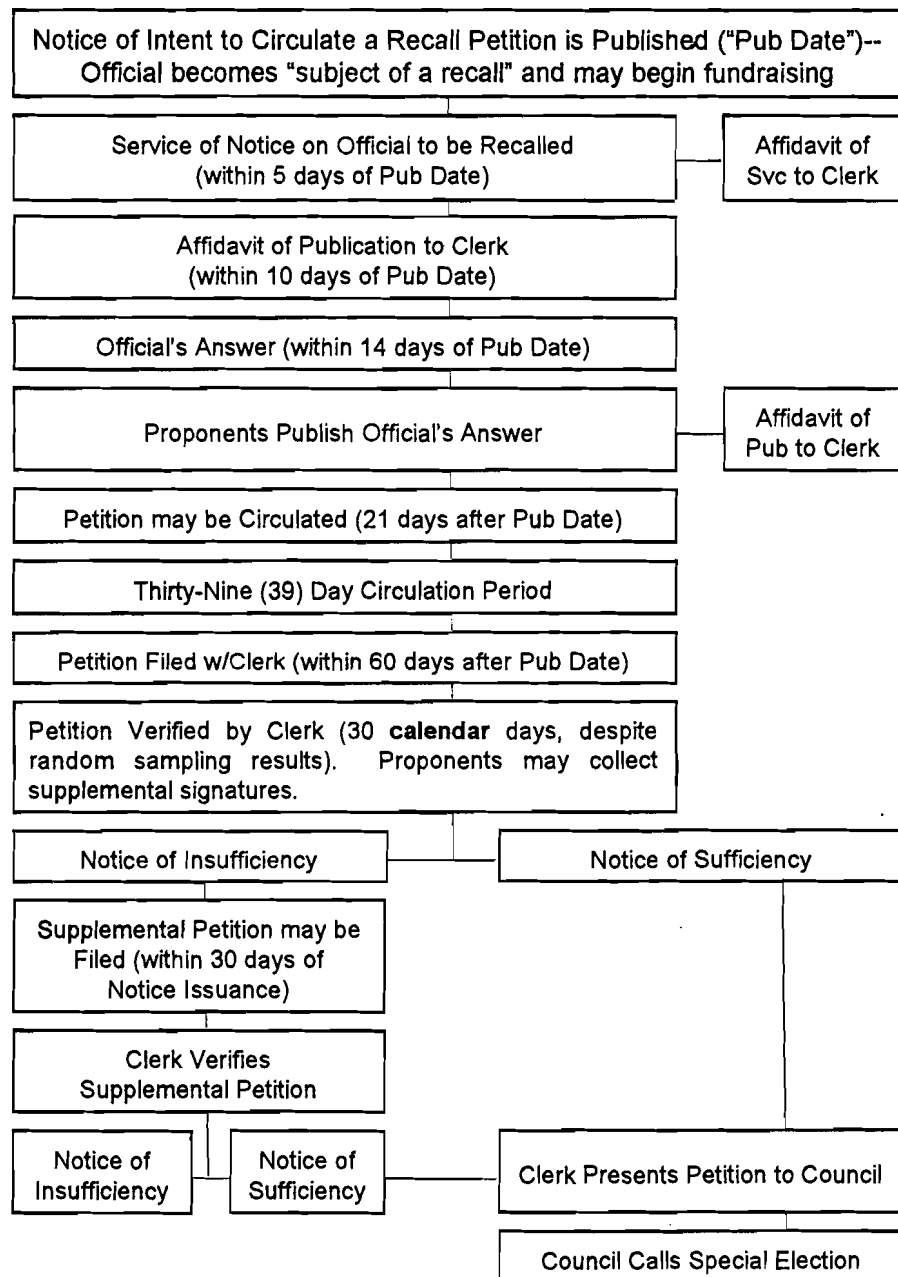 Notice of Intent to Circulate a Recall Petition is Published ("Pub Date")--
Official becomes "subject of a recall" and may begin fundraising
Service of Notice on Official to be Recalled
(within 5 days of Pub Date)
Affidavit of
Svc to Clerk
Affidavit of Publication to Clerk
(within 10 days of Pub Date)
Official's Answer (within 14 days of Pub Date)
Proponents Publish Official's Answer
Affidavit of
Pub to Clerk
Petition may be Circulated (21 days after Pub Date)
Thirty-Nine (39) Day Circulation Period
Petition Filed w/Clerk (within 60 days after Pub Date)
Petition Verified by Clerk (30 calendar days, despite
random sampling results). Proponents may collect
supplemental signatures.
Notice of Insufficiency
Notice of Sufficiency
Supplemental Petition may be
Filed (within 30 days of
Notice Issuance)
Clerk Verifies
Supplemental Petition
Notice of
Insufficiency
Notice of
Sufficiency
Clerk Presents Petition to Council
Council Calls Special Election